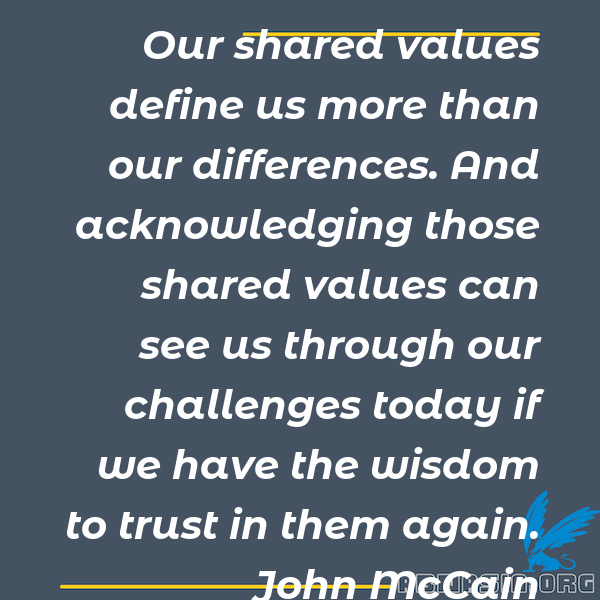 Our shared values
define us more than
our differences. And
acknowledging those
shared values can
see us through our
challenges today if
we have the wisdom
to trust in them again.
John McCain